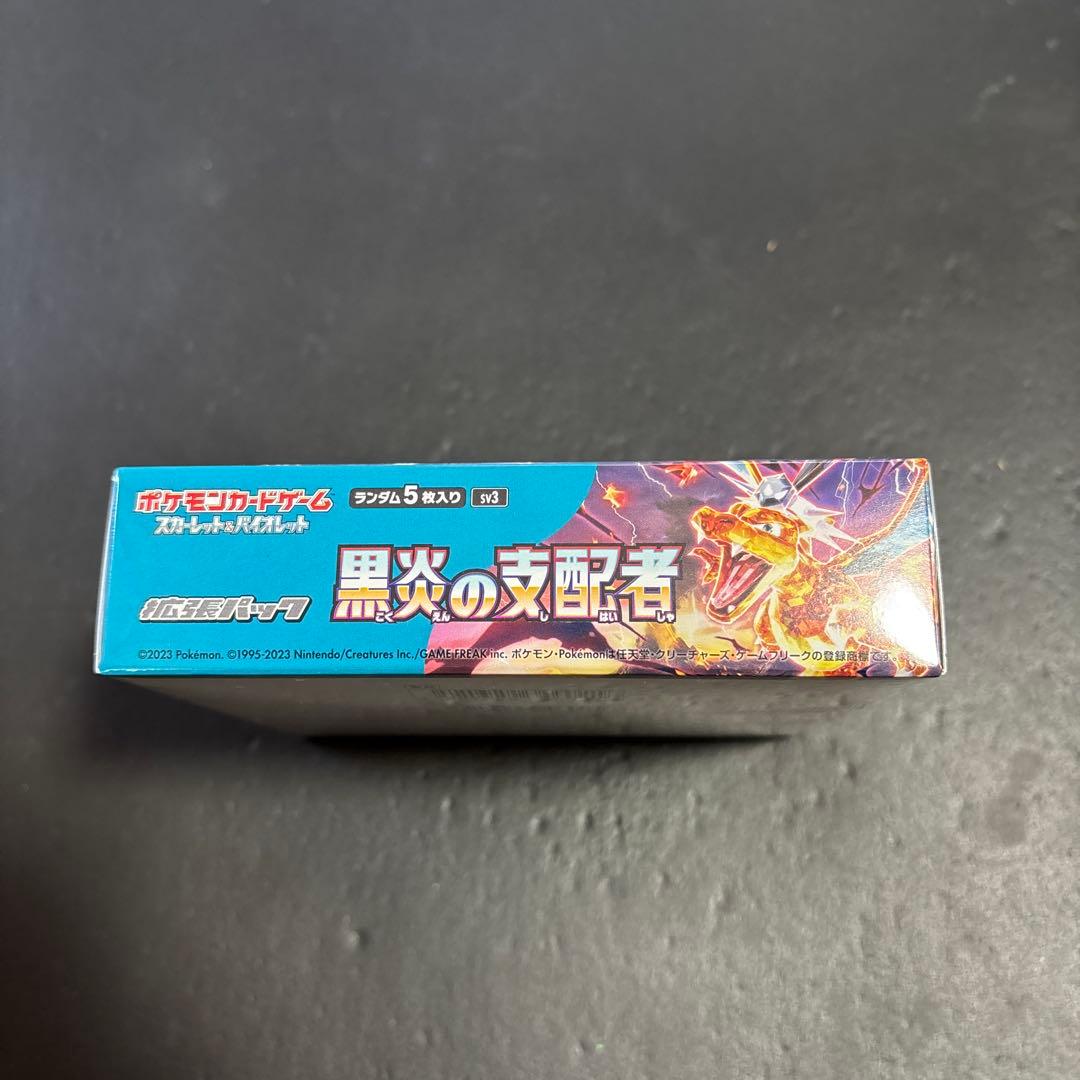 ポケモンカードゲーム
スカーレット&バイオレット
ランダム5枚入り
SV3
拡張パック
黒炎の支配者
こくえん しはいしゃ
©2023 Pokémon. ©1995-2023 Nintendo/Creatures Inc./GAME FREAK inc. ポケモン・Pokémonは任天堂・クリーチャーズ・ゲームフリークの登録商標です。